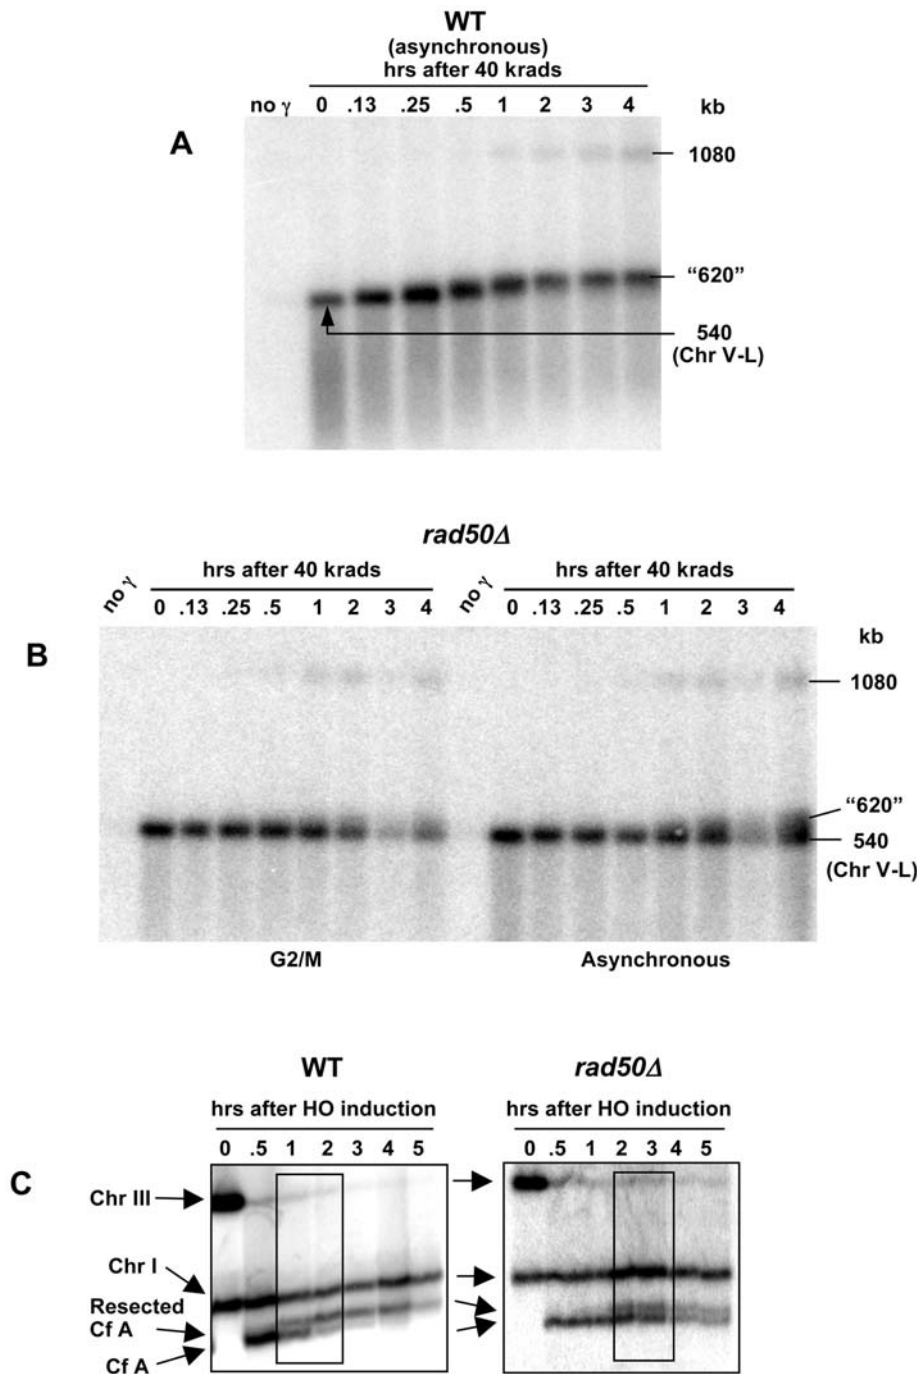 WT
(asynchronous)
hrs after 40 krads
no γ 0 .13 .25 .5 1 2 3 4 kb
A
1080
“620”
540
(Chr V-L)
rad50Δ
hrs after 40 krads hrs after 40 krads
no γ 0 .13 .25 .5 1 2 3 4 no γ 0 .13 .25 .5 1 2 3 4
kb
B
1080
“620”
540
(Chr V-L)
G2/M Asynchronous
WT rad50Δ
hrs after HO induction hrs after HO induction
0 .5 1 2 3 4 5 0 .5 1 2 3 4 5
C
Chr III
Chr I
Resected
Cf A
Cf A